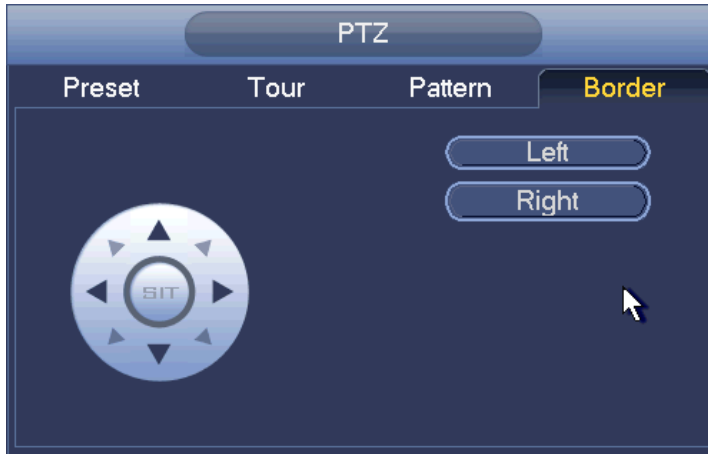 PTZ
Preset Tour Pattern Border
Left
Right
SIT